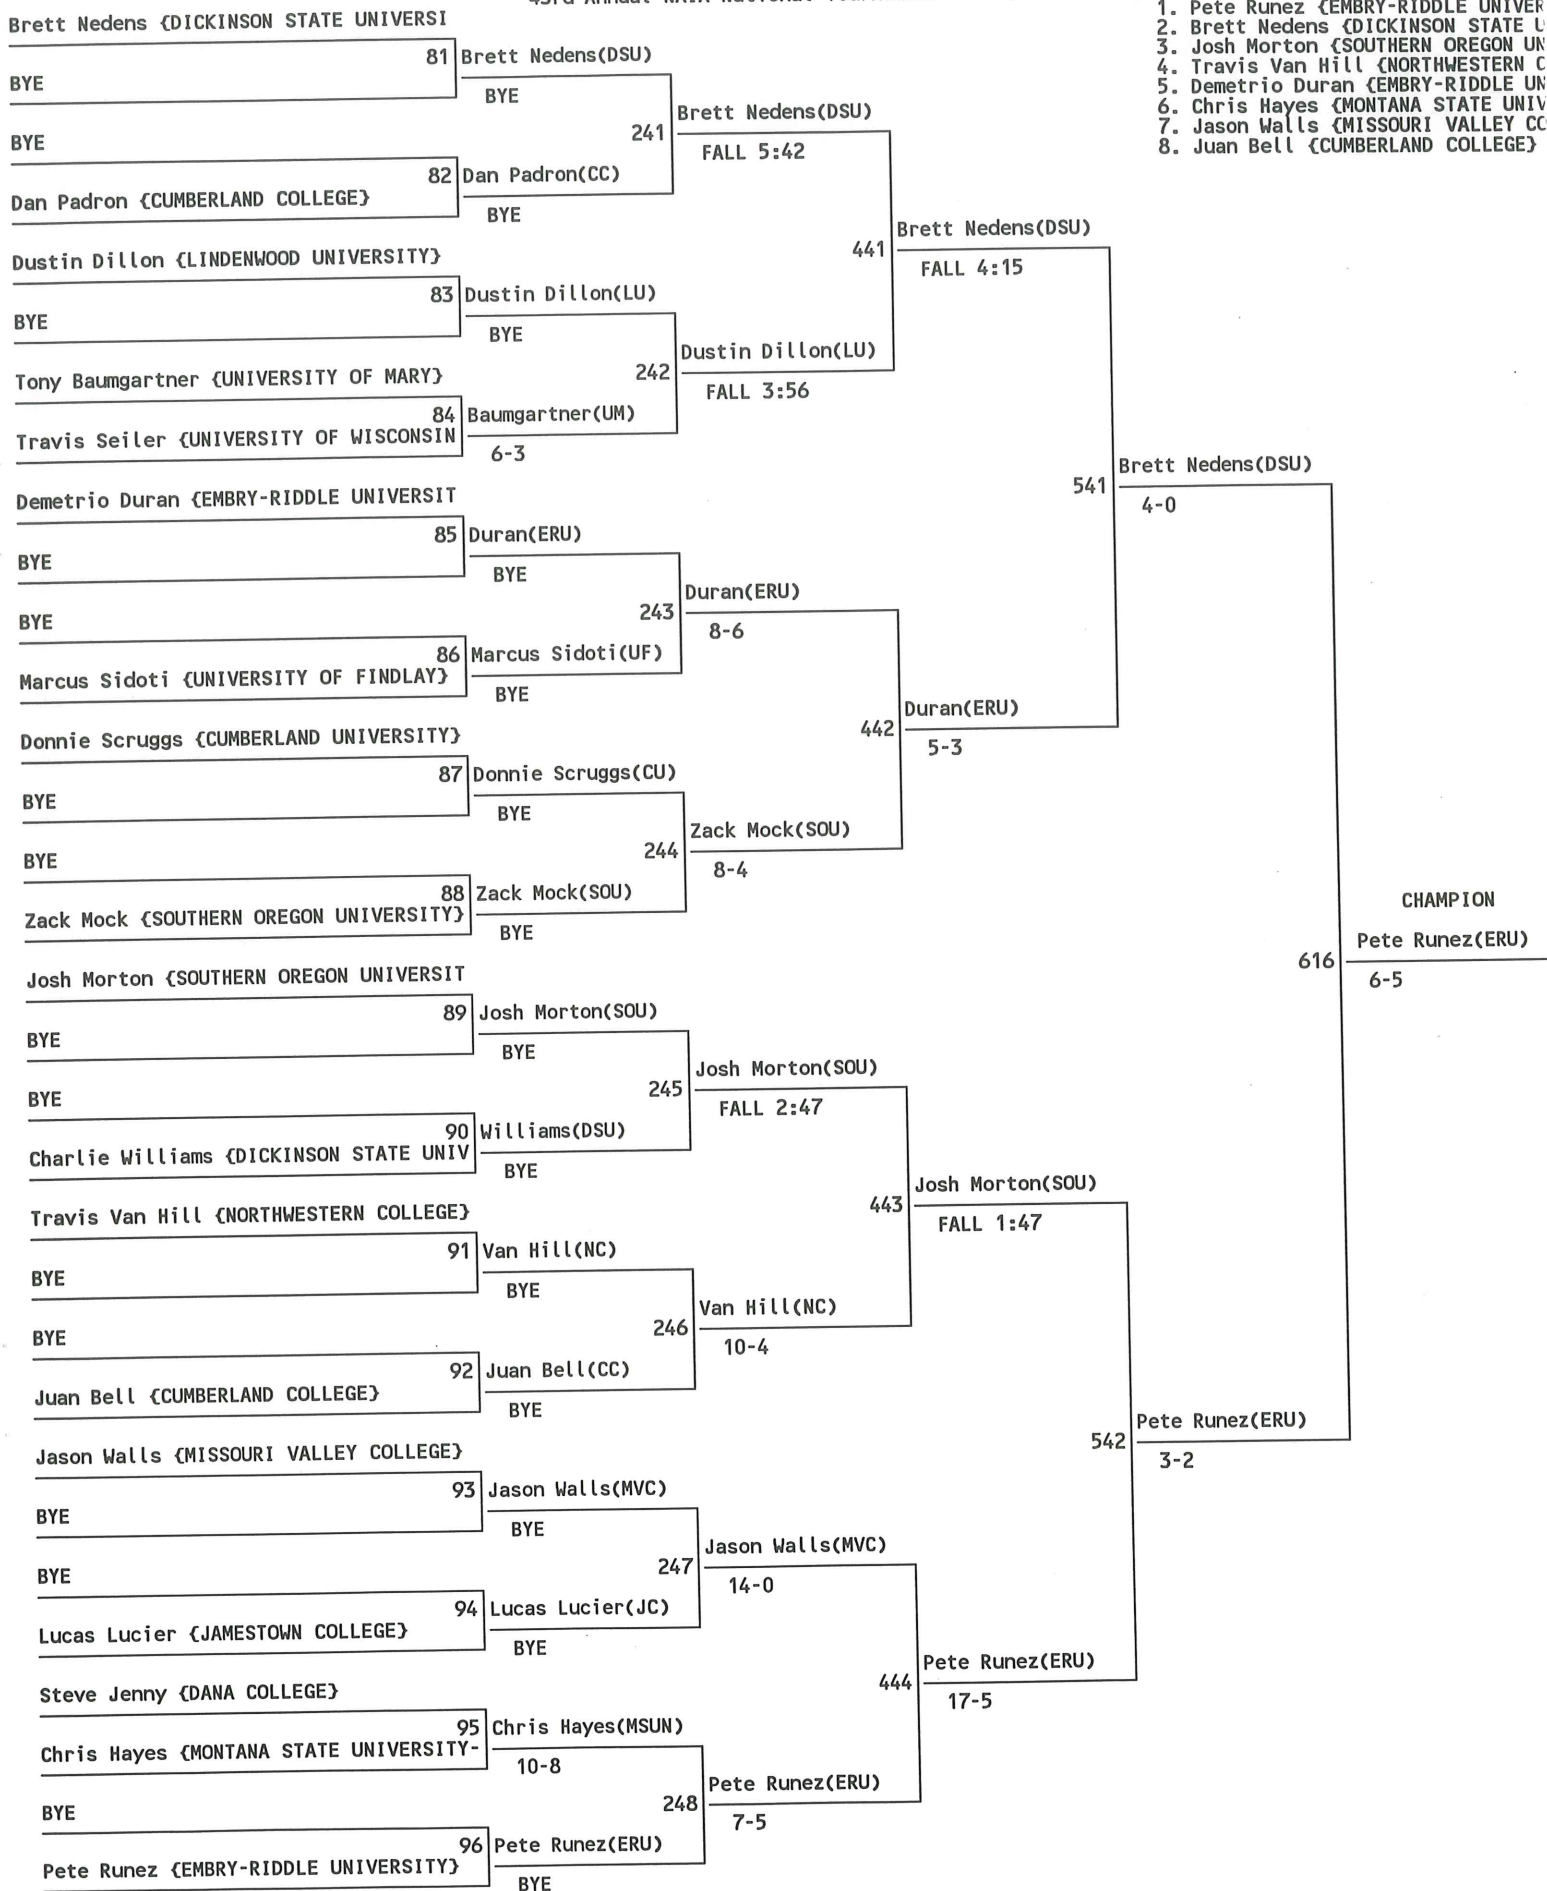 1. Pete Runez {EMBRY-RIDDLE UNIVER
2. Brett Nedens {DICKINSON STATE U
3. Josh Morton {SOUTHERN OREGON UN
4. Travis Van Hill {NORTHWESTERN C
5. Demetrio Duran {EMBRY-RIDDLE UN
6. Chris Hayes {MONTANA STATE UNIV
7. Jason Walls {MISSOURI VALLEY CO
8. Juan Bell {CUMBERLAND COLLEGE}
Brett Nedens {DICKINSON STATE UNIVERSI
81 Brett Nedens(DSU)
BYE
BYE
Brett Nedens(DSU)
241
FALL 5:42
BYE
82 Dan Padron(CC)
Dan Padron {CUMBERLAND COLLEGE}
BYE
Brett Nedens(DSU)
441
FALL 4:15
Dustin Dillon {LINDENWOOD UNIVERSITY}
83 Dustin Dillon(LU)
BYE
BYE
Dustin Dillon(LU)
242
FALL 3:56
Tony Baumgartner {UNIVERSITY OF MARY}
84 Baumgartner(UM)
Travis Seiler {UNIVERSITY OF WISCONSIN
6-3
Brett Nedens(DSU)
541
4-0
Demetrio Duran {EMBRY-RIDDLE UNIVERSIT
85 Duran(ERU)
BYE
BYE
Duran(ERU)
243
8-6
BYE
86 Marcus Sidoti(UF)
Marcus Sidoti {UNIVERSITY OF FINDLAY}
BYE
Duran(ERU)
442
5-3
Donnie Scruggs {CUMBERLAND UNIVERSITY}
87 Donnie Scruggs(CU)
BYE
BYE
Zack Mock(SOU)
244
8-4
BYE
88 Zack Mock(SOU)
Zack Mock {SOUTHERN OREGON UNIVERSITY}
BYE
CHAMPION
Pete Runez(ERU)
616
6-5
Josh Morton {SOUTHERN OREGON UNIVERSIT
89 Josh Morton(SOU)
BYE
BYE
Josh Morton(SOU)
245
FALL 2:47
BYE
90 Williams(DSU)
Charlie Williams {DICKINSON STATE UNIV
BYE
Josh Morton(SOU)
443
FALL 1:47
Travis Van Hill {NORTHWESTERN COLLEGE}
91 Van Hill(NC)
BYE
BYE
Van Hill(NC)
246
10-4
BYE
92 Juan Bell(CC)
Juan Bell {CUMBERLAND COLLEGE}
BYE
Pete Runez(ERU)
542
3-2
Jason Walls {MISSOURI VALLEY COLLEGE}
93 Jason Walls(MVC)
BYE
BYE
Jason Walls(MVC)
247
14-0
BYE
94 Lucas Lucier(JC)
Lucas Lucier {JAMESTOWN COLLEGE}
BYE
Pete Runez(ERU)
444
17-5
Steve Jenny {DANA COLLEGE}
95 Chris Hayes(MSUN)
Chris Hayes {MONTANA STATE UNIVERSITY-
10-8
Pete Runez(ERU)
248
7-5
BYE
96 Pete Runez(ERU)
Pete Runez {EMBRY-RIDDLE UNIVERSITY}
BYE